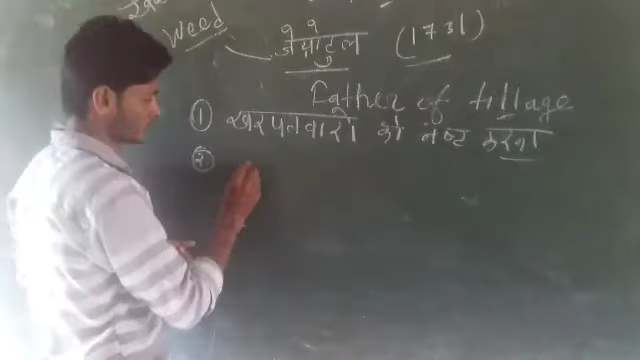 Weed
जेथ्राटुल (1731)
Father of tillage
① खरपतवारों को नष्ट करना
②